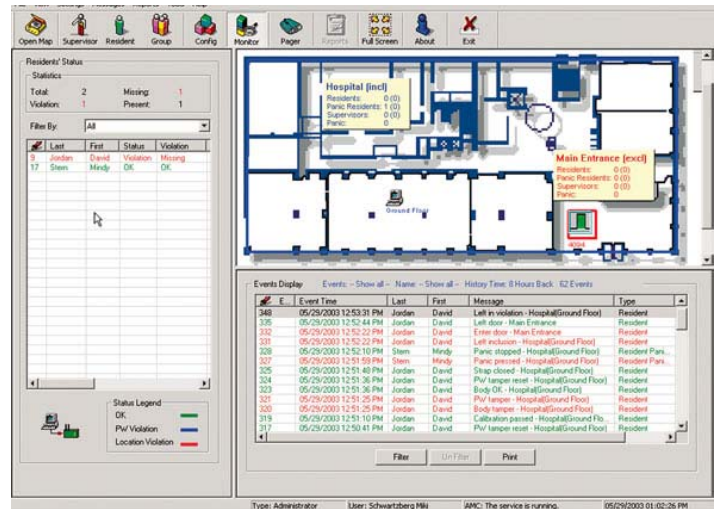 Open Map Supervisor Resident Group Config Monitor Pager Reports Full Screen About Exit
Residents' Status
Statistics
Total: 2 Missing: 1
Violation: 1 Present: 1
Filter By: All
Last First Status Violation
9 Jordan David Violation Missing
17 Stern Mindy OK OK
Status Legend
OK
PW Violation
Location Violation
Hospital (incl)
Residents: 0 (0)
Panic Residents: 1 (0)
Supervisors: 0 (0)
Panic: 0
Main Entrance (excl)
Residents: 0 (0)
Panic Residents: 0 (0)
Supervisors: 0 (0)
Panic: 0
Ground Floor
4094
Events Display Events: - Show all - Name: - Show all - History Time: 8 Hours Back 62 Events
E... Event Time Last First Message Type
348 05/29/2003 12:53:31 PM Jordan David Left in violation - Hospital(Ground Floor) Resident
335 05/29/2003 12:52:44 PM Jordan David Left door - Main Entrance Resident
332 05/29/2003 12:52:22 PM Jordan David Enter door - Main Entrance Resident
331 05/29/2003 12:52:22 PM Jordan David Left inclusion - Hospital(Ground Floor) Resident
328 05/29/2003 12:52:10 PM Stern Mindy Panic stopped - Hospital(Ground Floor) Resident Pani...
327 05/29/2003 12:51:59 PM Stern Mindy Panic pressed - Hospital(Ground Floor) Resident Pani...
325 05/29/2003 12:51:40 PM Jordan David Strap closed - Hospital(Ground Floor) Resident
324 05/29/2003 12:51:36 PM Jordan David PW tamper reset - Hospital(Ground Floor) Resident
323 05/29/2003 12:51:36 PM Jordan David Body OK - Hospital(Ground Floor) Resident
321 05/29/2003 12:51:25 PM Jordan David PW tamper - Hospital(Ground Floor) Resident
320 05/29/2003 12:51:25 PM Jordan David Body tamper - Hospital(Ground Floor) Resident
319 05/29/2003 12:51:10 PM Jordan David Calibration passed - Hospital(Ground Flo... Resident
317 05/29/2003 12:50:41 PM Jordan David PW tamper reset - Hospital(Ground Floor) Resident
Filter Un Filter Print
Type: Administrator User: Schwartzberg Miki AMC: The service is running. 05/29/2003 01:02:26 PM